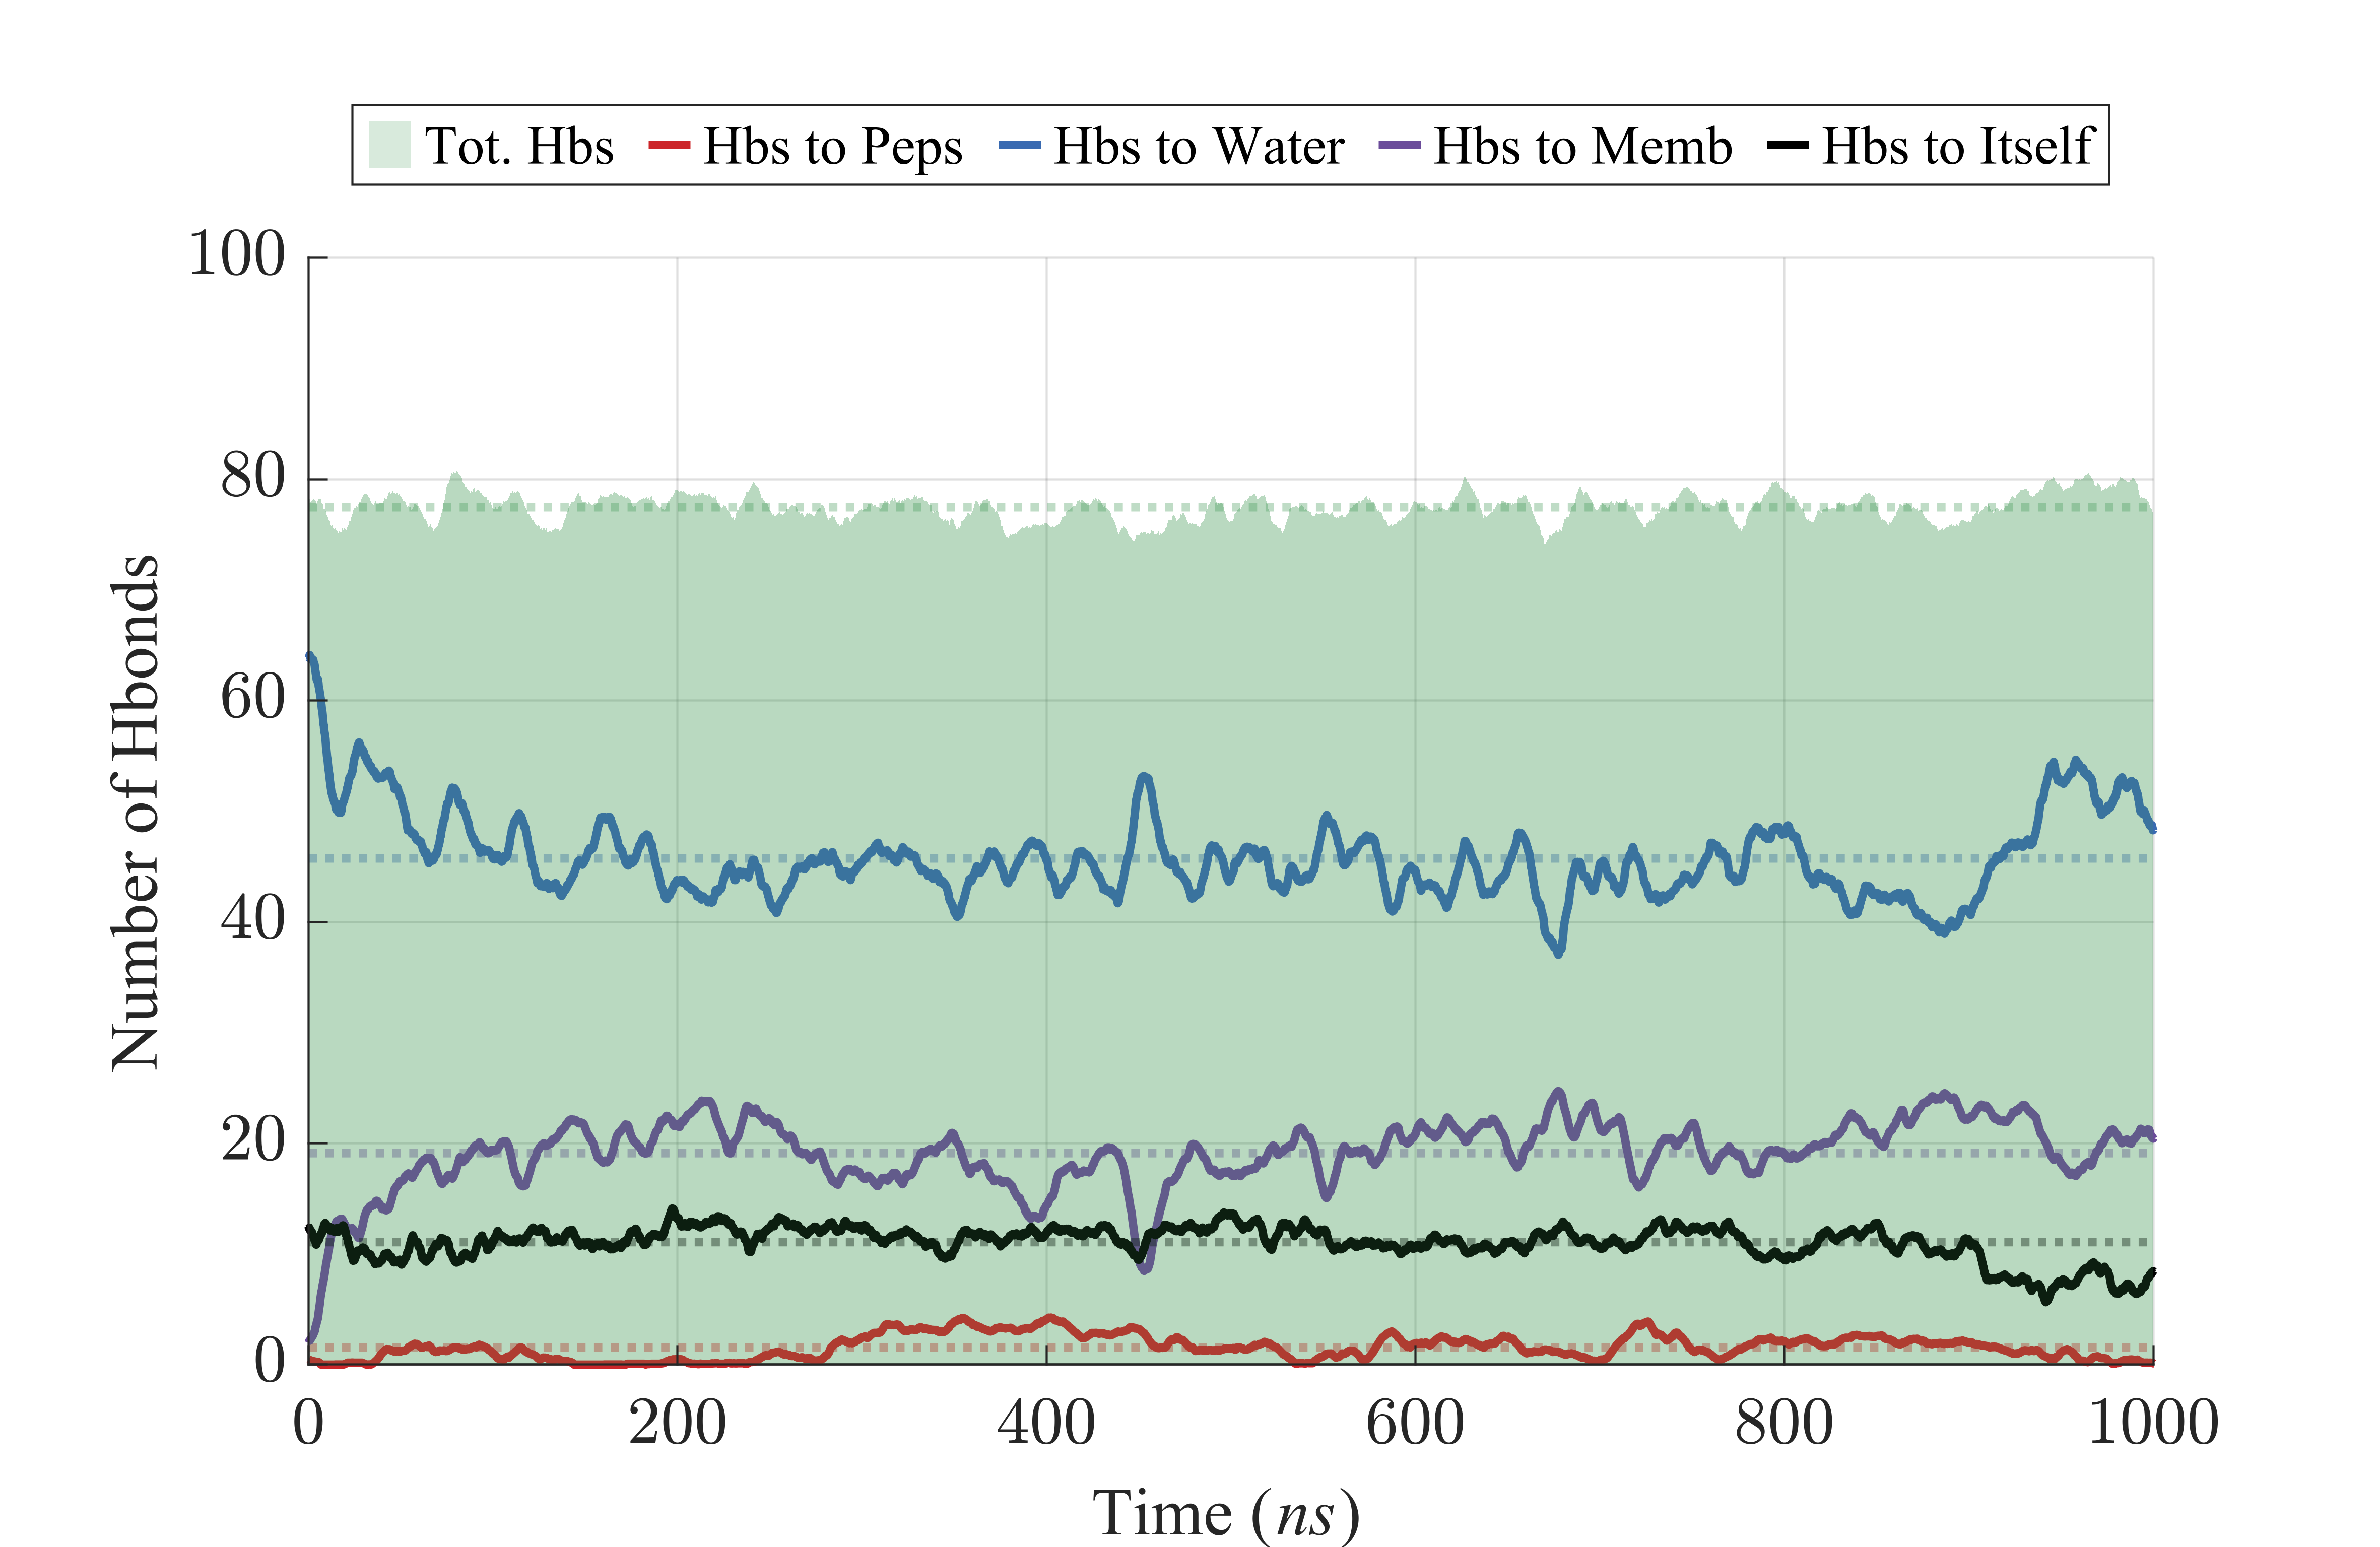 Tot. Hbs Hbs to Peps Hbs to Water Hbs to Memb Hbs to Itself
100
80
60
40
20
0
Number of Hbonds
0 200 400 600 800 1000
Time (ns)